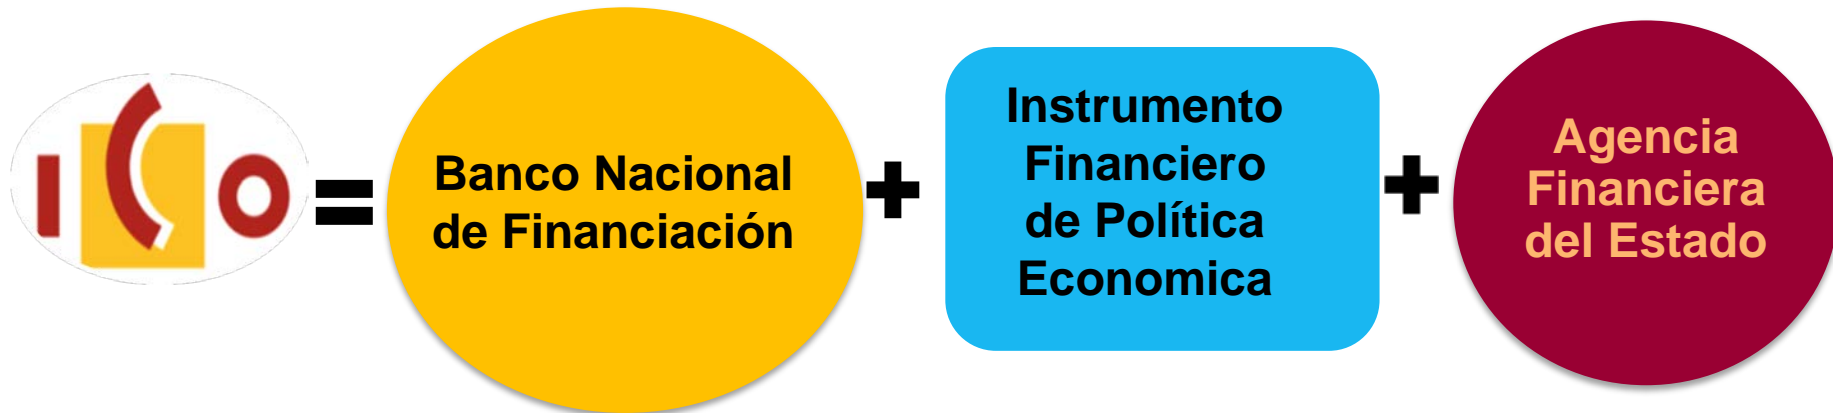 ICO
=
Banco Nacional
de Financiación
+
Instrumento
Financiero
de Política
Economica
+
Agencia
Financiera
del Estado